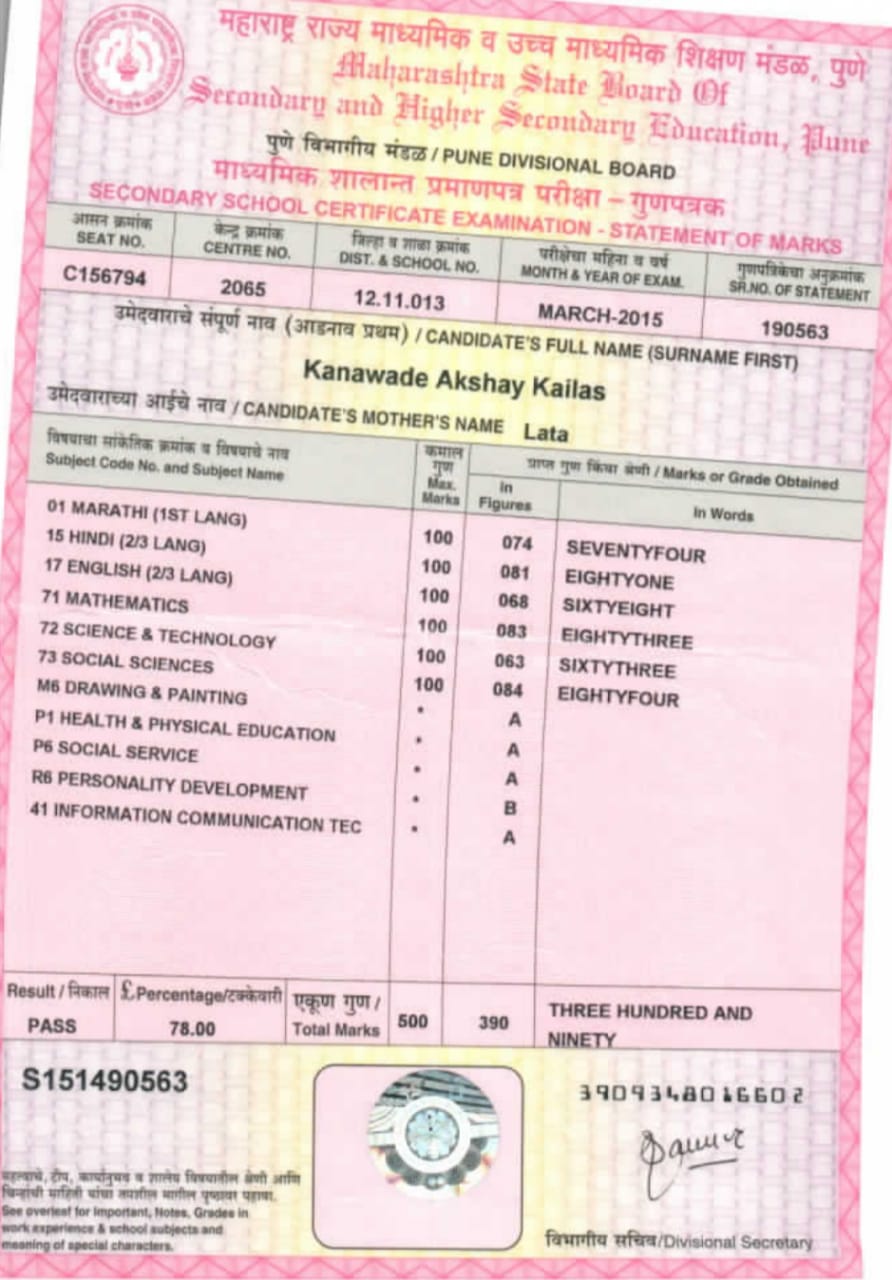 महाराष्ट्र राज्य माध्यमिक व उच्च माध्यमिक शिक्षण मंडळ, पुणे
Maharashtra State Board Of
Secondary and Higher Secondary Education, Pune
पुणे विभागीय मंडळ / PUNE DIVISIONAL BOARD
माध्यमिक शालान्त प्रमाणपत्र परीक्षा – गुणपत्रक
SECONDARY SCHOOL CERTIFICATE EXAMINATION - STATEMENT OF MARKS
आसन क्रमांक केन्द्र क्रमांक जिल्हा व शाळा क्रमांक परीक्षेचा महिना व वर्ष गुणपत्रिकेचा अनुक्रमांक
SEAT NO. CENTRE NO. DIST. & SCHOOL NO. MONTH & YEAR OF EXAM. SR.NO. OF STATEMENT
C156794 2065 12.11.013 MARCH-2015 190563
उमेदवाराचे संपूर्ण नाव (आडनाव प्रथम) / CANDIDATE'S FULL NAME (SURNAME FIRST)
Kanawade Akshay Kailas
उमेदवाराच्या आईचे नाव / CANDIDATE'S MOTHER'S NAME Lata
विषयाचा सांकेतिक क्रमांक व विषयाचे नाव
Subject Code No. and Subject Name
कमाल
गुण
Max.
Marks
प्राप्त गुण किंवा श्रेणी / Marks or Grade Obtained
In
Figures
In Words
01 MARATHI (1ST LANG) 100 074 SEVENTYFOUR
15 HINDI (2/3 LANG) 100 081 EIGHTYONE
17 ENGLISH (2/3 LANG) 100 068 SIXTYEIGHT
71 MATHEMATICS 100 083 EIGHTYTHREE
72 SCIENCE & TECHNOLOGY 100 063 SIXTYTHREE
73 SOCIAL SCIENCES 100 084 EIGHTYFOUR
M6 DRAWING & PAINTING * A
P1 HEALTH & PHYSICAL EDUCATION * A
P6 SOCIAL SERVICE * A
R6 PERSONALITY DEVELOPMENT * B
41 INFORMATION COMMUNICATION TEC * A
Result / निकाल £ Percentage/टक्केवारी एकूण गुण /
PASS 78.00 Total Marks 500 390 THREE HUNDRED AND
NINETY
S151490563
3909348016602
महत्वाचे, टीप, कार्यानुभव व शालेय विषयातील श्रेणी आणि
चिन्हांची माहिती यांचा तपशील मागील पृष्ठावर पहावा.
See overleaf for Important, Notes, Grades in
work experience & school subjects and
meaning of special characters.
विभागीय सचिव/Divisional Secretary